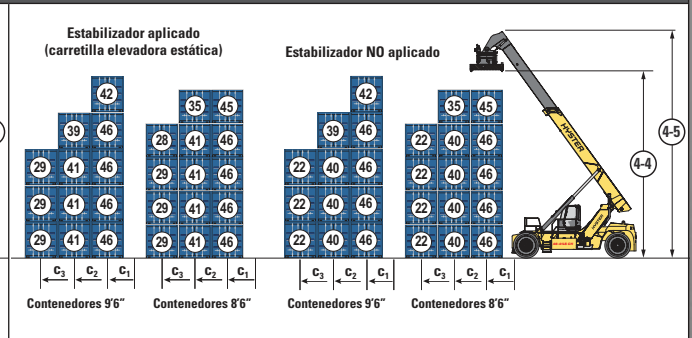 Estabilizador aplicado
(carretilla elevadora estática)
Estabilizador NO aplicado
42
39 46
29 41 46
29 41 46
29 41 46
35 45
28 41 46
29 41 46
29 41 46
29 41 46
42
39 46
22 40 46
22 40 46
22 40 46
35 45
22 40 46
22 40 46
22 40 46
22 40 46
HYSTER
HYSTER
4-5
4-4
c3 c2 c1
c3 c2 c1
c3 c2 c1
c3 c2 c1
Contenedores 9'6”
Contenedores 8'6”
Contenedores 9'6”
Contenedores 8'6”